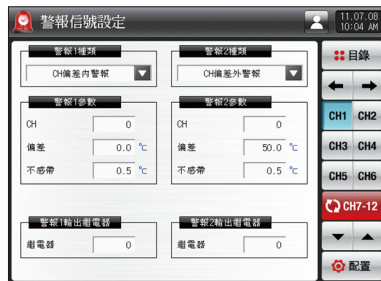 警報信號設定
11.07.08
10:04 AM
警報1種類
CH偏差內警報
警報2種類
CH偏差外警報
警報1參數
CH 0
偏差 0.0 ℃
不感帶 0.5 ℃
警報2參數
CH 0
偏差 50.0 ℃
不感帶 0.5 ℃
警報1輸出繼電器
繼電器 0
警報2輸出繼電器
繼電器 0
目錄
CH1 CH2
CH3 CH4
CH5 CH6
CH7-12
配置